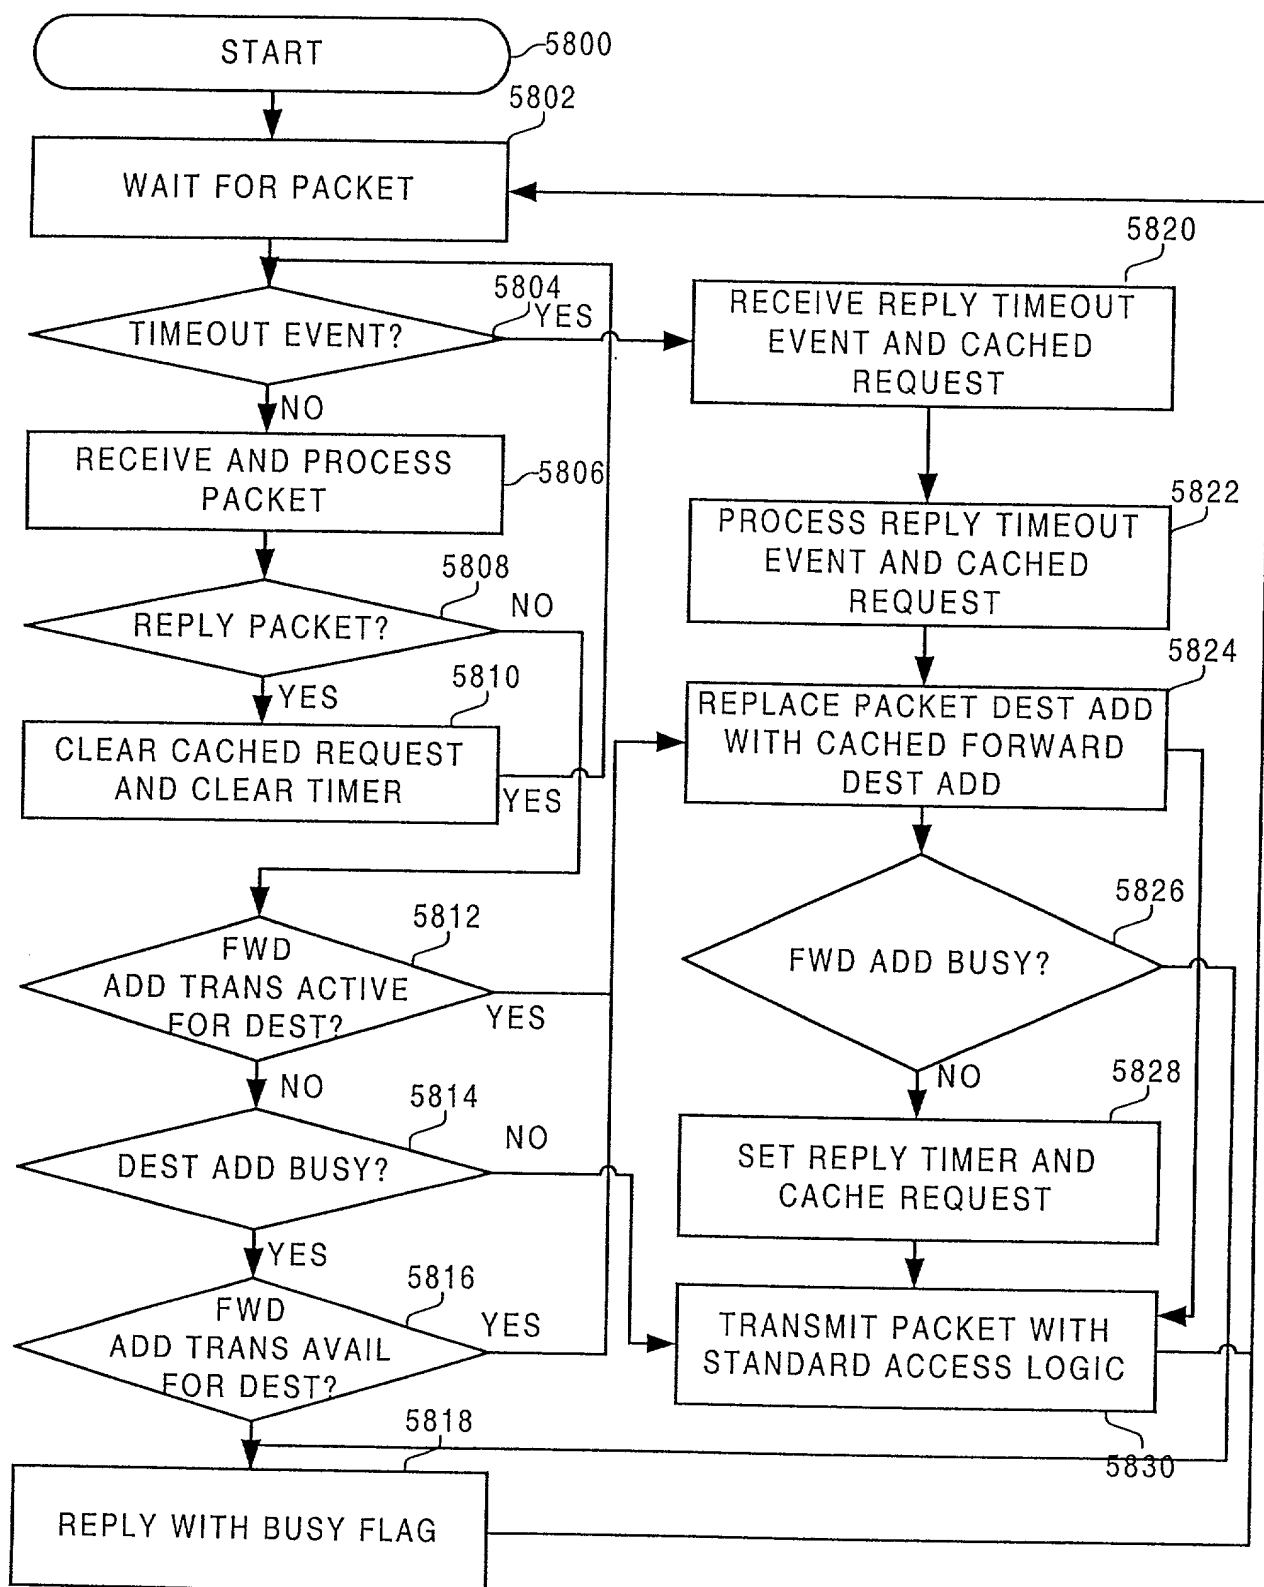 START
5800
5802
WAIT FOR PACKET
5804
TIMEOUT EVENT?
YES
NO
RECEIVE AND PROCESS
PACKET
5806
5808
REPLY PACKET?
NO
YES
5810
CLEAR CACHED REQUEST
AND CLEAR TIMER
YES
5812
FWD
ADD TRANS ACTIVE
FOR DEST?
YES
NO
5814
DEST ADD BUSY?
NO
YES
5816
FWD
ADD TRANS AVAIL
FOR DEST?
YES
5818
REPLY WITH BUSY FLAG
5820
RECEIVE REPLY TIMEOUT
EVENT AND CACHED
REQUEST
5822
PROCESS REPLY TIMEOUT
EVENT AND CACHED
REQUEST
5824
REPLACE PACKET DEST ADD
WITH CACHED FORWARD
DEST ADD
5826
FWD ADD BUSY?
NO
5828
SET REPLY TIMER AND
CACHE REQUEST
TRANSMIT PACKET WITH
STANDARD ACCESS LOGIC
5830